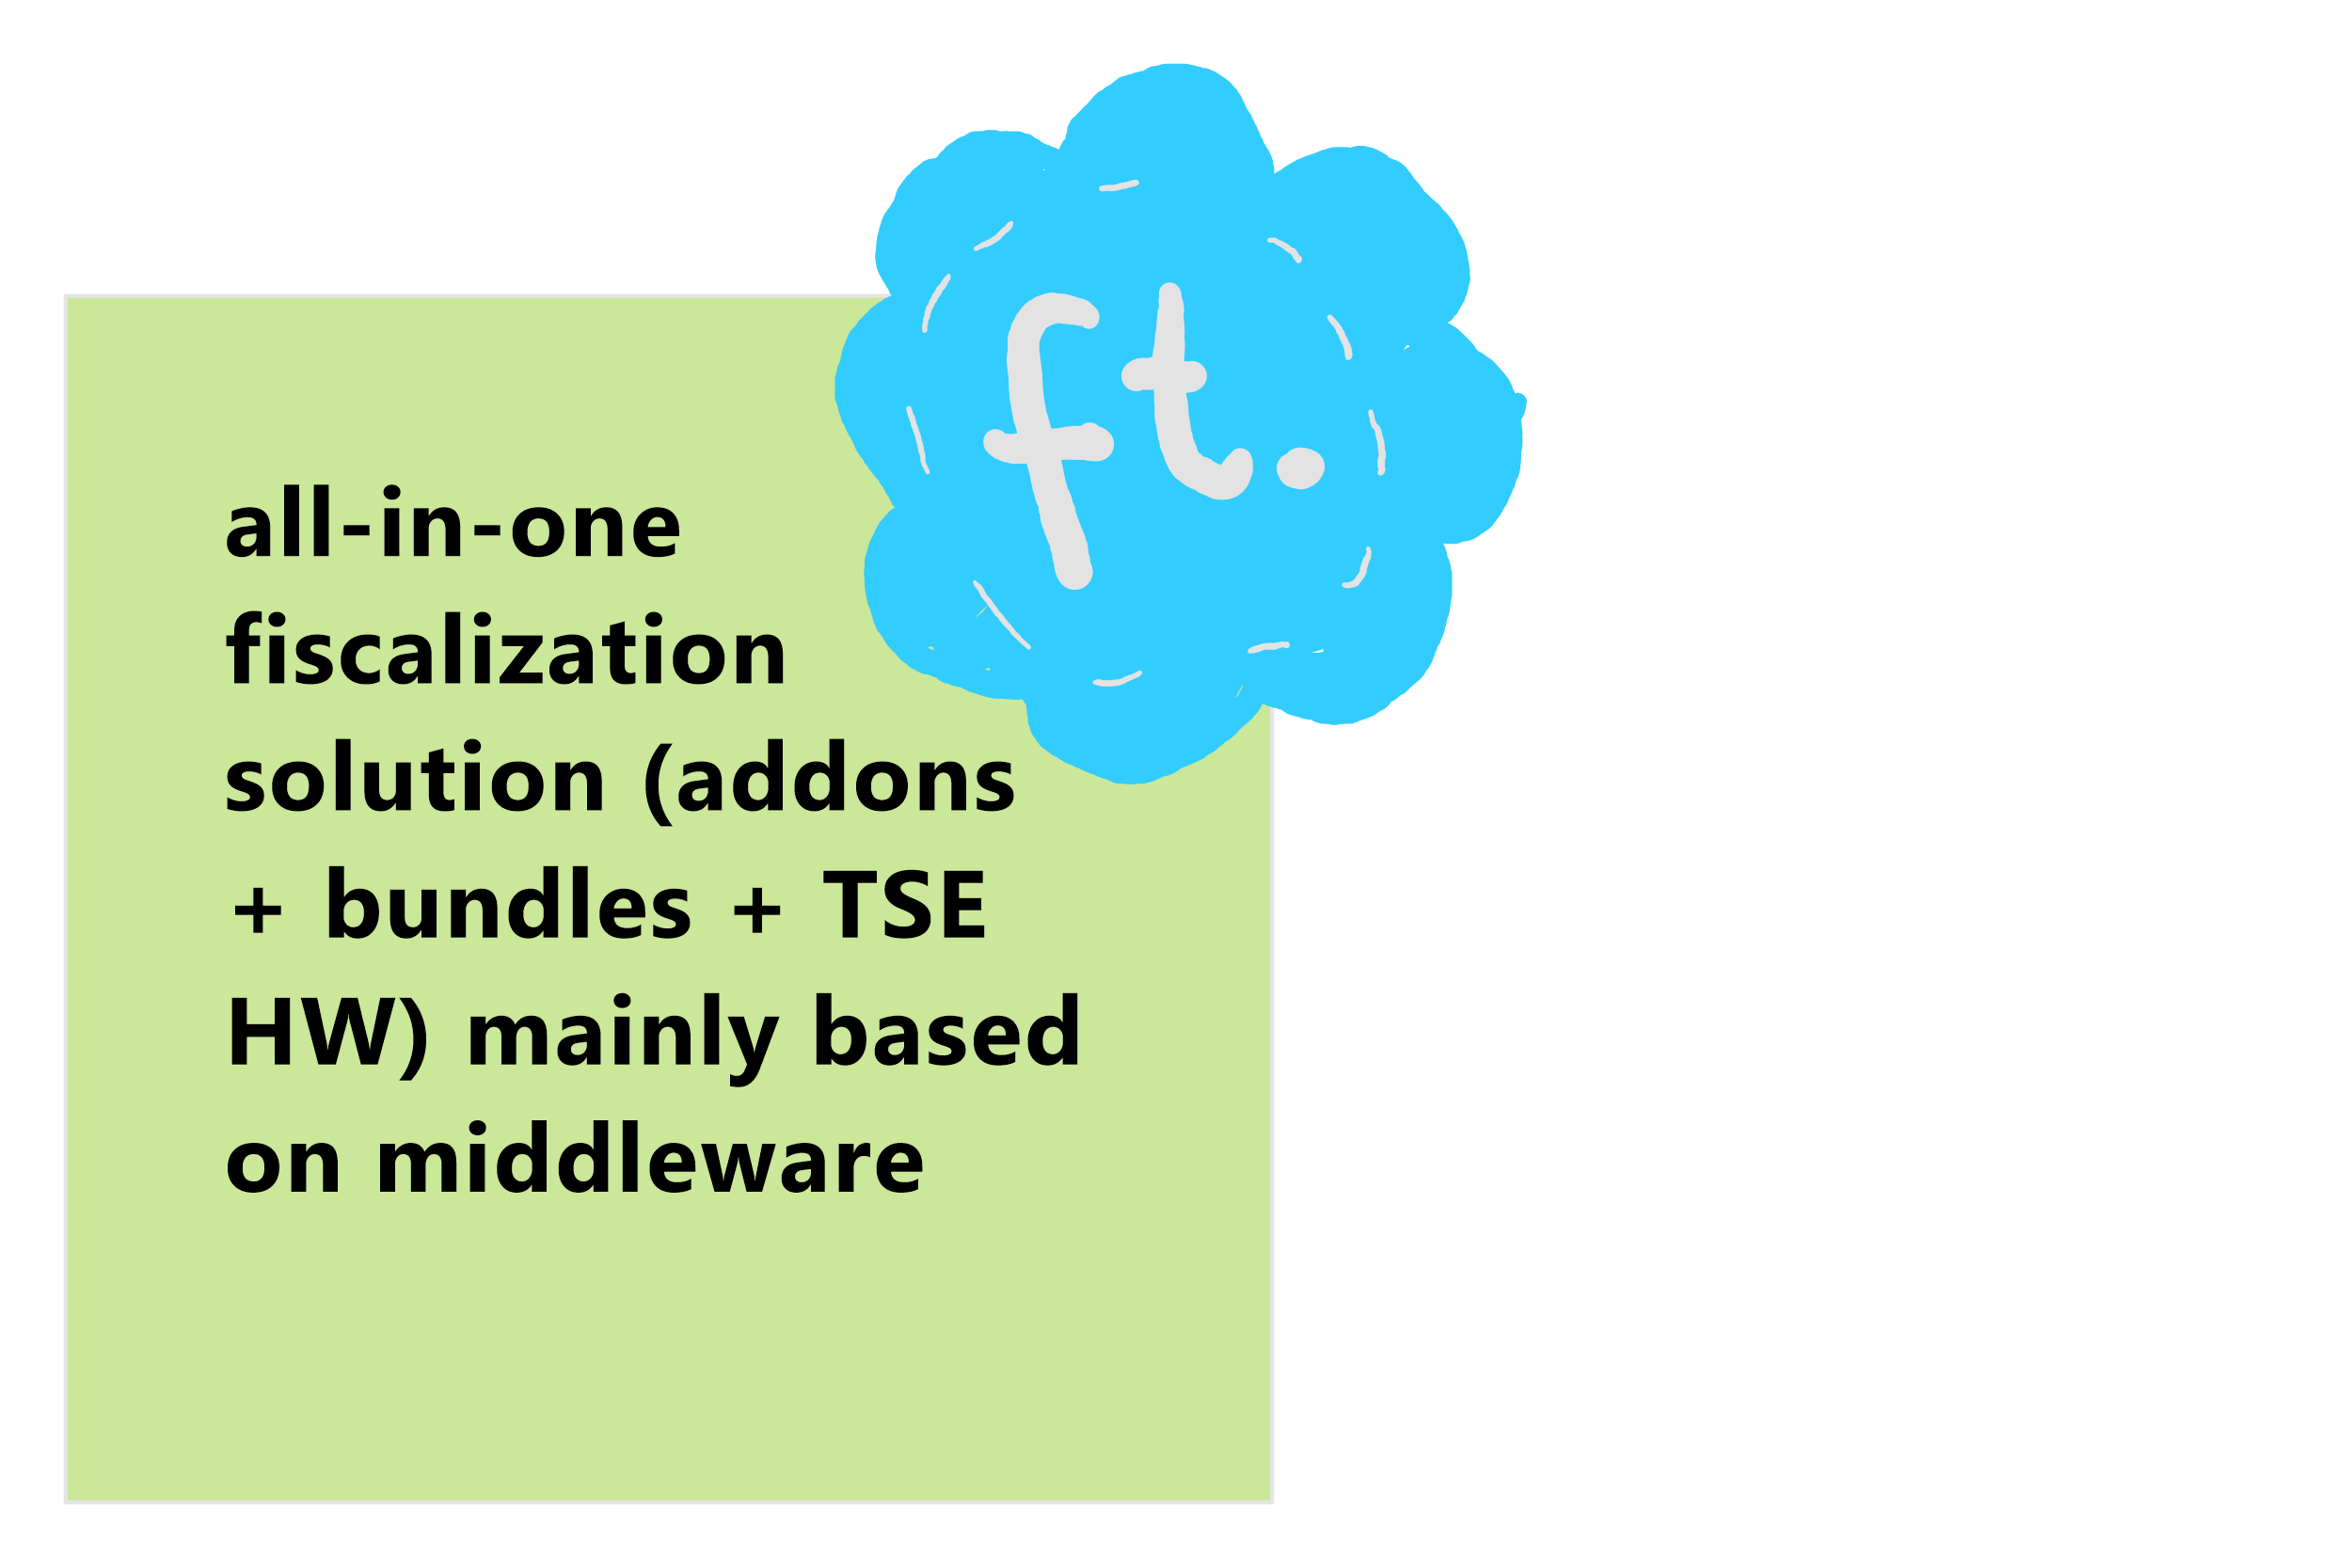 ft.
all-in-one
fiscalization
solution (addons
+ bundles + TSE
HW) mainly based
on middleware